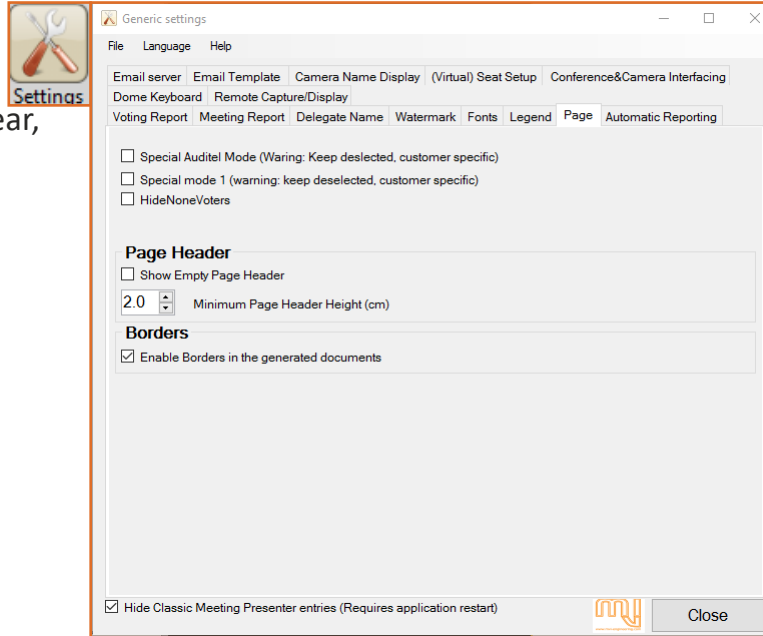 Settings
ear,
Generic settings
File Language Help
Email server Email Template Camera Name Display (Virtual) Seat Setup Conference&Camera Interfacing
Dome Keyboard Remote Capture/Display
Voting Report Meeting Report Delegate Name Watermark Fonts Legend Page Automatic Reporting
Special Auditel Mode (Waring: Keep deslected, customer specific)
Special mode 1 (warning: keep deselected, customer specific)
HideNoneVoters
Page Header
Show Empty Page Header
2.0 Minimum Page Header Height (cm)
Borders
Enable Borders in the generated documents
Hide Classic Meeting Presenter entries (Requires application restart)
Close